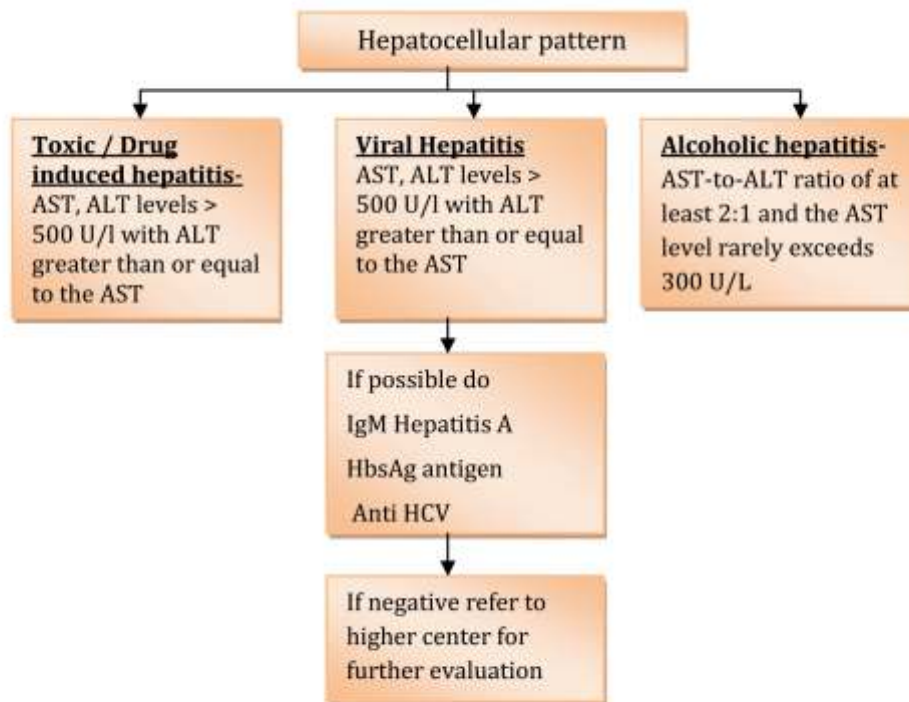 Hepatocellular pattern
Toxic / Drug
induced hepatitis-
AST, ALT levels >
500 U/l with ALT
greater than or equal
to the AST
Viral Hepatitis
AST, ALT levels >
500 U/l with ALT
greater than or equal
to the AST
Alcoholic hepatitis-
AST-to-ALT ratio of at
least 2:1 and the AST
level rarely exceeds
300 U/L
If possible do
IgM Hepatitis A
HbsAg antigen
Anti HCV
If negative refer to
higher center for
further evaluation